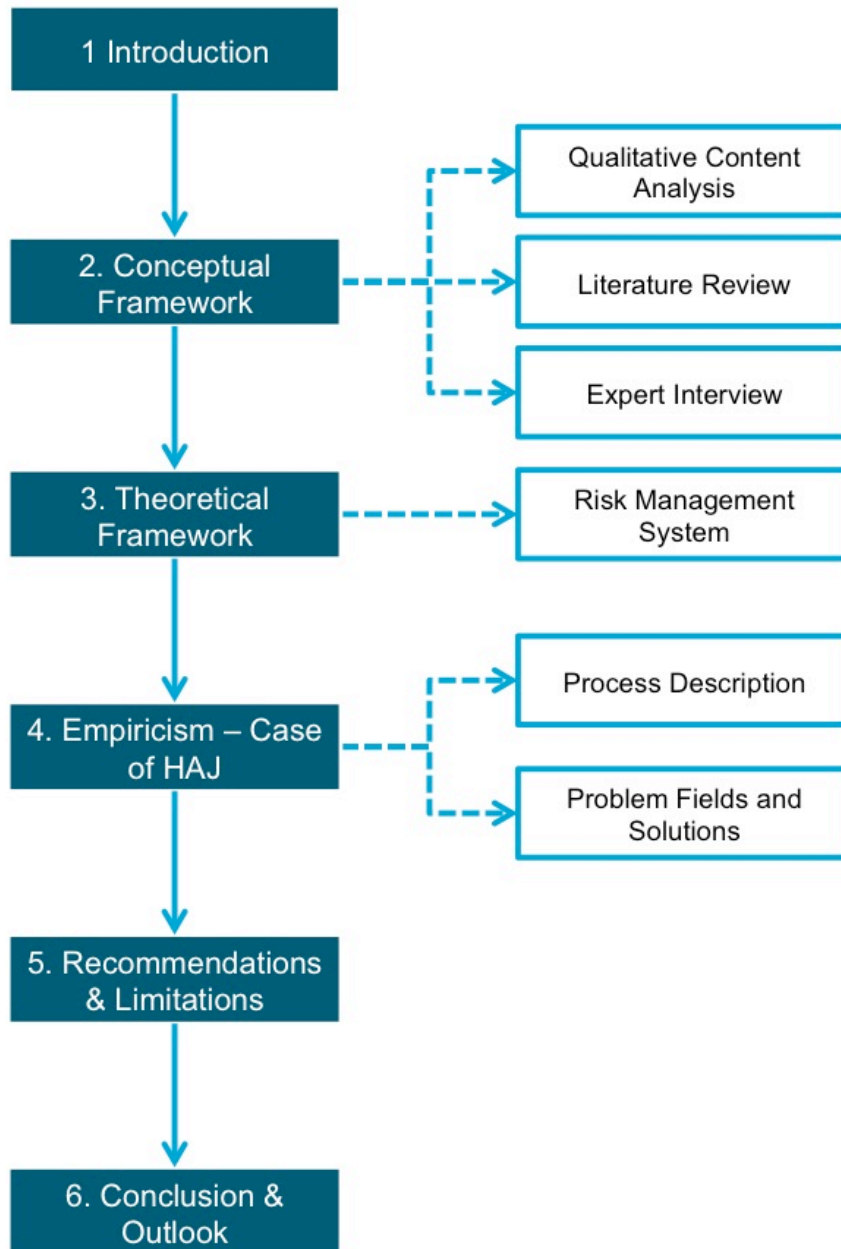 1 Introduction
Qualitative Content
Analysis
2. Conceptual
Framework
Literature Review
Expert Interview
3. Theoretical
Framework
Risk Management
System
Process Description
4. Empiricism – Case
of HAJ
Problem Fields and
Solutions
5. Recommendations
& Limitations
6. Conclusion &
Outlook